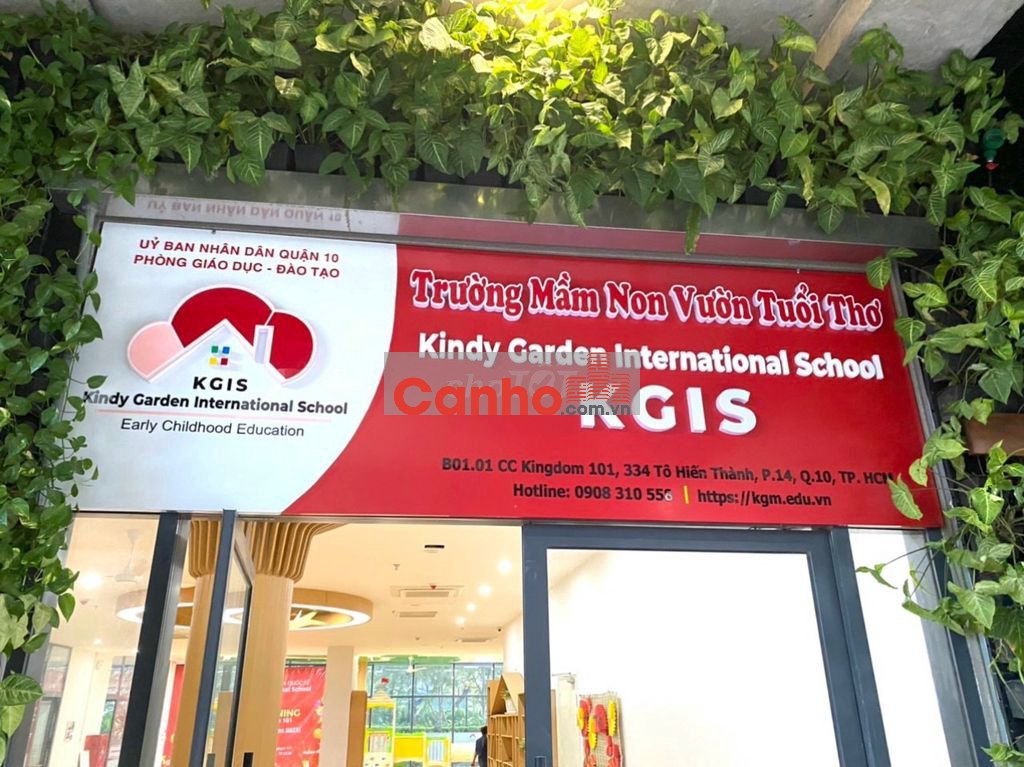 UỶ BAN NHÂN DÂN QUẬN 10
PHÒNG GIÁO DỤC - ĐÀO TẠO
KGIS
Kindy Garden International School
Early Childhood Education
Trường Mầm Non Vườn Tuổi Thơ
Kindy Garden International School
KGIS
B01.01 CC Kingdom 101, 334 Tô Hiến Thành, P.14, Q.10, TP. HCM
Hotline: 0908 310 556 | https://kgm.edu.vn
Canho.com.vn